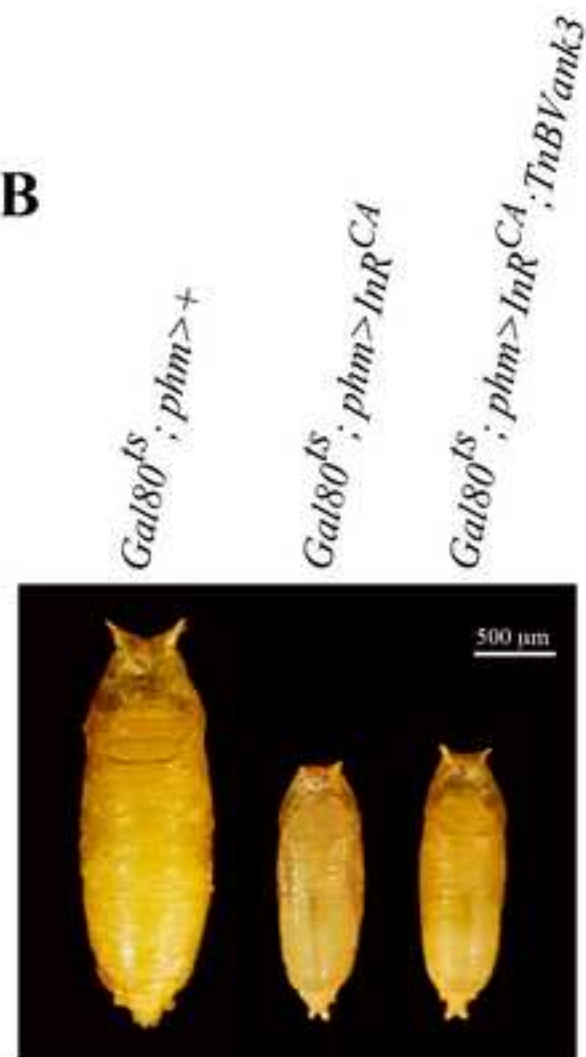 B
Gal80ts; phm>+
Gal80ts; phm>InRCA
Gal80ts; phm>InRCA;TnBVank3
500 µm